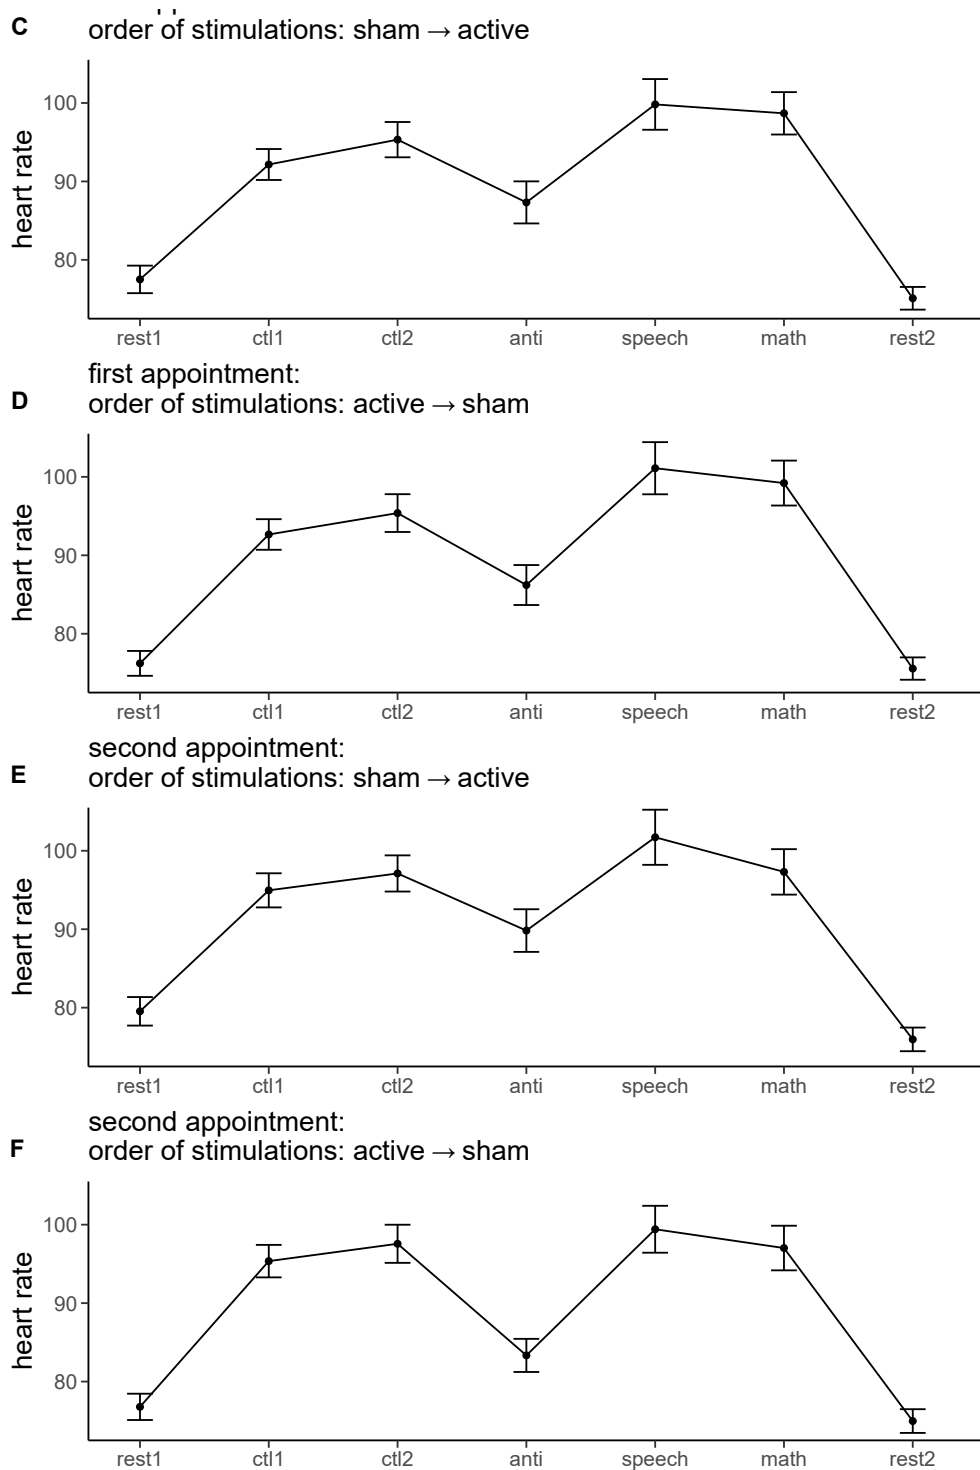 C
order of stimulations: sham → active
heart rate
100
90
80
rest1 ctl1 ctl2 anti speech math rest2
first appointment:
D
order of stimulations: active → sham
heart rate
100
90
80
rest1 ctl1 ctl2 anti speech math rest2
second appointment:
E
order of stimulations: sham → active
heart rate
100
90
80
rest1 ctl1 ctl2 anti speech math rest2
second appointment:
F
order of stimulations: active → sham
heart rate
100
90
80
rest1 ctl1 ctl2 anti speech math rest2